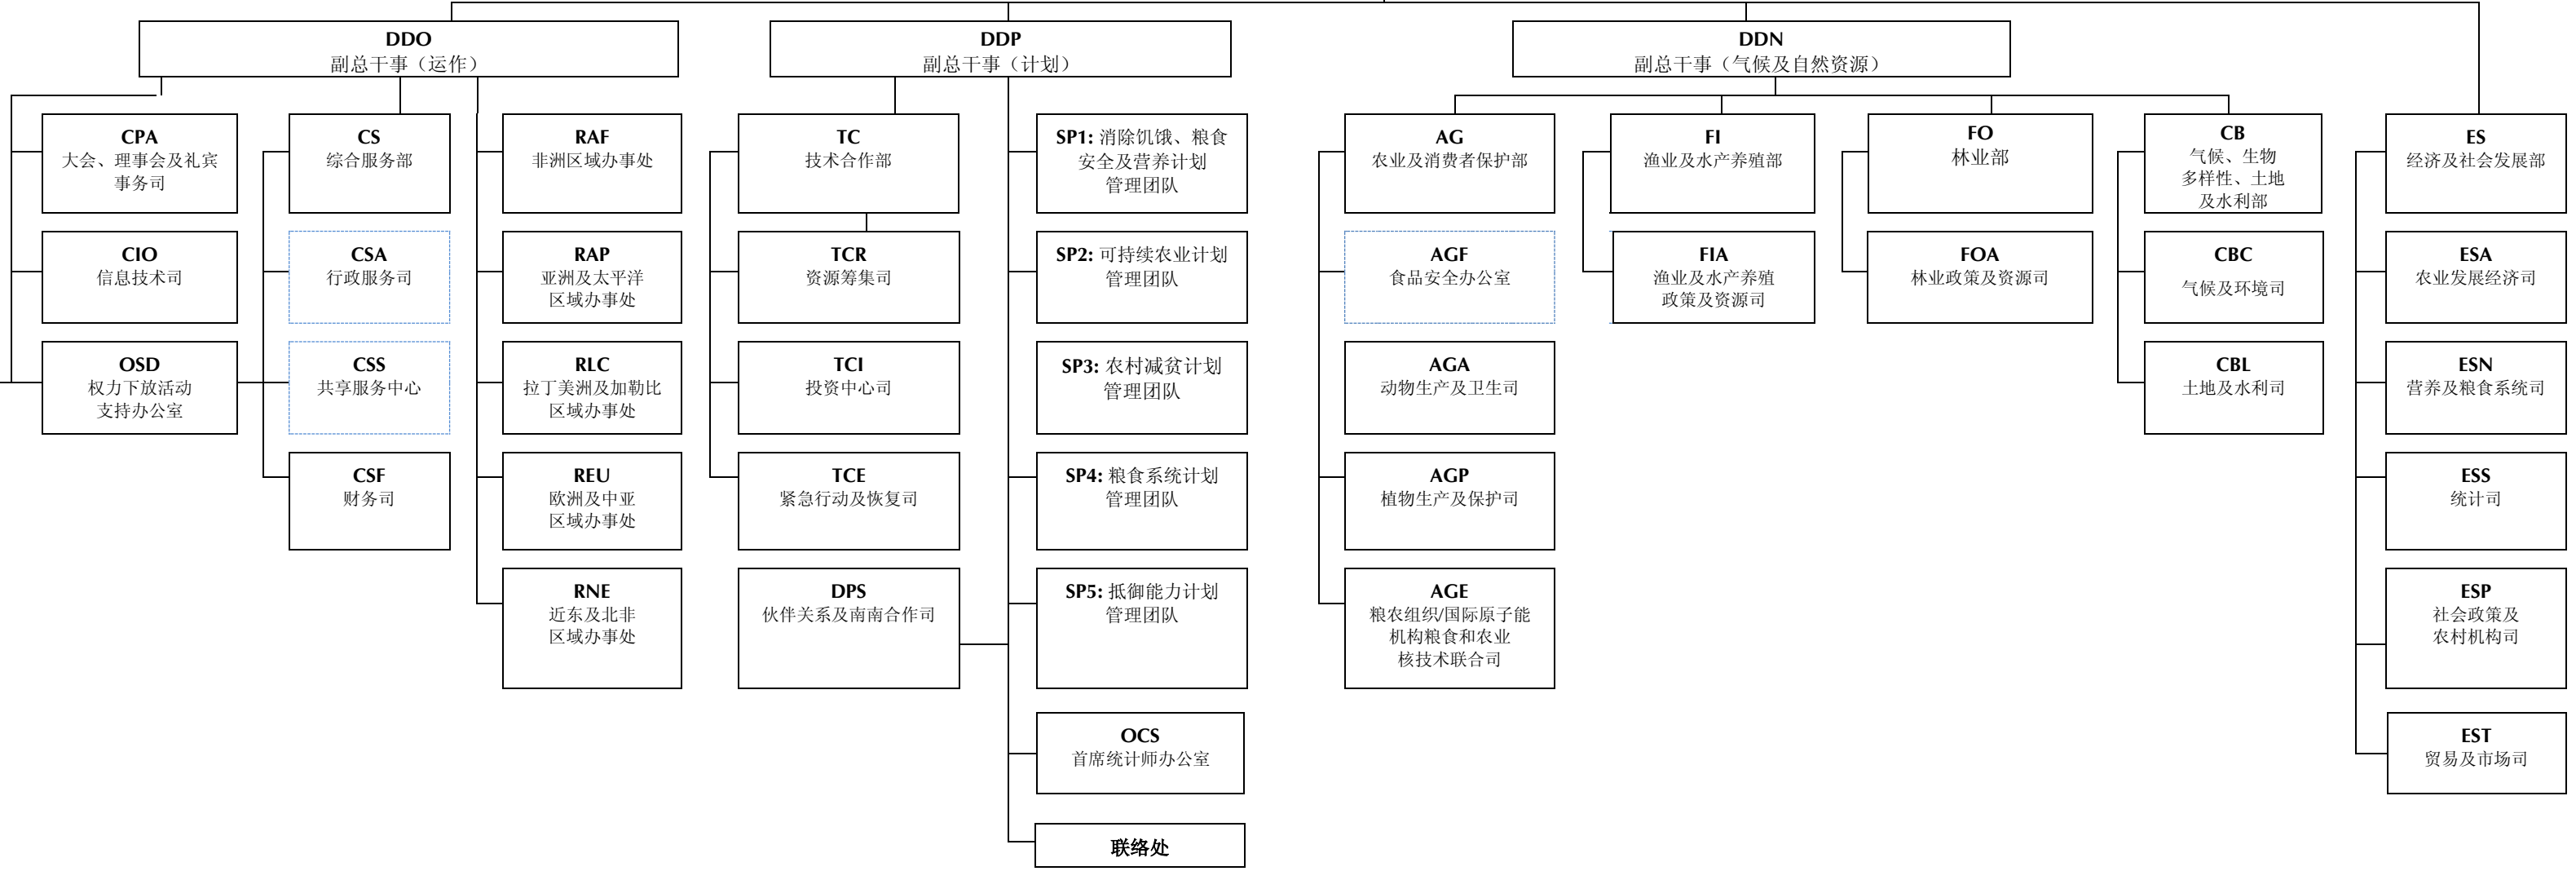 DDO
副总干事（运作）
DDP
副总干事（计划）
DDN
副总干事（气候及自然资源）
CPA
大会、理事会及礼宾
事务司
CIO
信息技术司
OSD
权力下放活动
支持办公室
CS
综合服务部
CSA
行政服务司
CSS
共享服务中心
CSF
财务司
RAF
非洲区域办事处
RAP
亚洲及太平洋
区域办事处
RLC
拉丁美洲及加勒比
区域办事处
REU
欧洲及中亚
区域办事处
RNE
近东及北非
区域办事处
TC
技术合作部
TCR
资源筹集司
TCI
投资中心司
TCE
紧急行动及恢复司
DPS
伙伴关系及南南合作司
SP1: 消除饥饿、粮食
安全及营养计划
管理团队
SP2: 可持续农业计划
管理团队
SP3: 农村减贫计划
管理团队
SP4: 粮食系统计划
管理团队
SP5: 抵御能力计划
管理团队
OCS
首席统计师办公室
联络处
AG
农业及消费者保护部
AGF
食品安全办公室
AGA
动物生产及卫生司
AGP
植物生产及保护司
AGE
粮农组织/国际原子能
机构粮食和农业
核技术联合司
FI
渔业及水产养殖部
FIA
渔业及水产养殖
政策及资源司
FO
林业部
FOA
林业政策及资源司
CB
气候、生物
多样性、土地
及水利部
CBC
气候及环境司
CBL
土地及水利司
ES
经济及社会发展部
ESA
农业发展经济司
ESN
营养及粮食系统司
ESS
统计司
ESP
社会政策及
农村机构司
EST
贸易及市场司